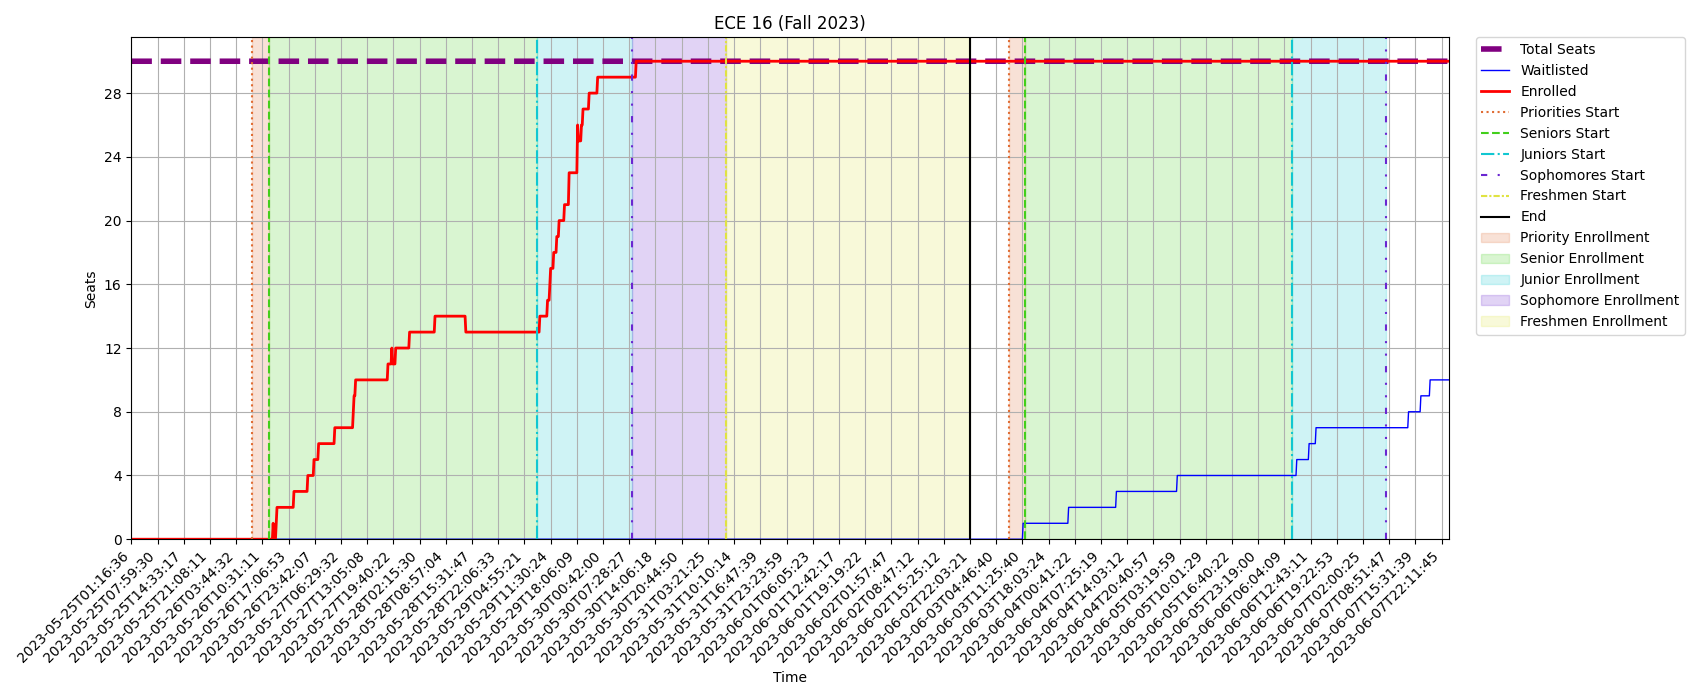 ECE 16 (Fall 2023)
Total Seats
Waitlisted
Enrolled
Priorities Start
Seniors Start
Juniors Start
Sophomores Start
Freshmen Start
End
Priority Enrollment
Senior Enrollment
Junior Enrollment
Sophomore Enrollment
Freshmen Enrollment
Seats
28
24
20
16
12
8
4
0
2023-05-25T01:16:36
2023-05-25T07:59:30
2023-05-25T14:33:17
2023-05-25T21:08:11
2023-05-26T03:44:32
2023-05-26T10:31:11
2023-05-26T17:06:53
2023-05-26T23:42:07
2023-05-27T06:29:32
2023-05-27T13:05:08
2023-05-27T19:40:22
2023-05-28T02:15:30
2023-05-28T08:57:04
2023-05-28T15:31:47
2023-05-28T22:06:33
2023-05-29T04:55:21
2023-05-29T11:30:24
2023-05-29T18:06:09
2023-05-30T00:42:00
2023-05-30T07:28:27
2023-05-30T14:06:18
2023-05-30T20:44:50
2023-05-31T03:21:25
2023-05-31T10:10:14
2023-05-31T16:47:39
2023-05-31T23:23:59
2023-06-01T06:05:23
2023-06-01T12:42:17
2023-06-01T19:19:22
2023-06-02T01:57:47
2023-06-02T08:47:12
2023-06-02T15:25:12
2023-06-02T22:03:21
2023-06-03T04:46:40
2023-06-03T11:25:40
2023-06-03T18:03:24
2023-06-04T00:41:22
2023-06-04T07:25:19
2023-06-04T14:03:12
2023-06-04T20:40:57
2023-06-05T03:19:59
2023-06-05T10:01:29
2023-06-05T16:40:22
2023-06-05T23:19:00
2023-06-06T06:04:09
2023-06-06T12:43:11
2023-06-06T19:22:53
2023-06-07T02:00:25
2023-06-07T08:51:47
2023-06-07T15:31:39
2023-06-07T22:11:45
Time